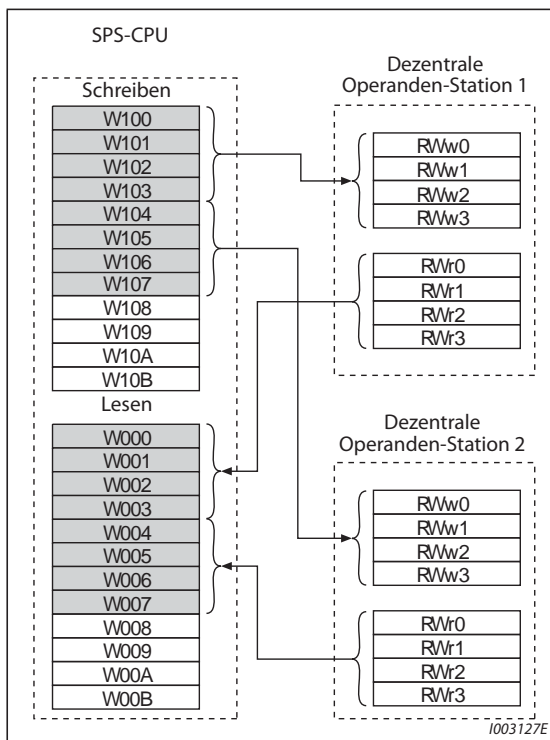 SPS-CPU
Schreiben
W100
W101
W102
W103
W104
W105
W106
W107
W108
W109
W10A
W10B
Lesen
W000
W001
W002
W003
W004
W005
W006
W007
W008
W009
W00A
W00B
Dezentrale
Operanden-Station 1
RWw0
RWw1
RWw2
RWw3
RWr0
RWr1
RWr2
RWr3
Dezentrale
Operanden-Station 2
RWw0
RWw1
RWw2
RWw3
RWr0
RWr1
RWr2
RWr3
I003127E